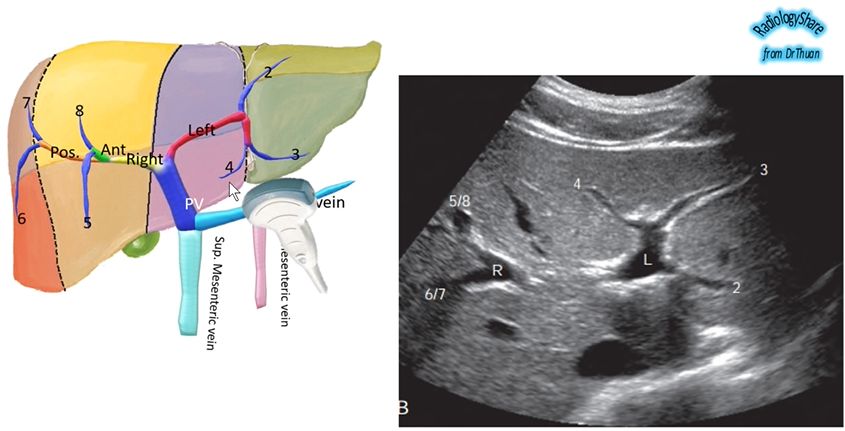 RadiologyShare
from DrThuan
2
7
8
Left
Ant
Pos.
Right
3
4
PV
vein
6
5
Sup. Mesenteric vein
mesenteric vein
4
3
5/8
R
L
6/7
2
B